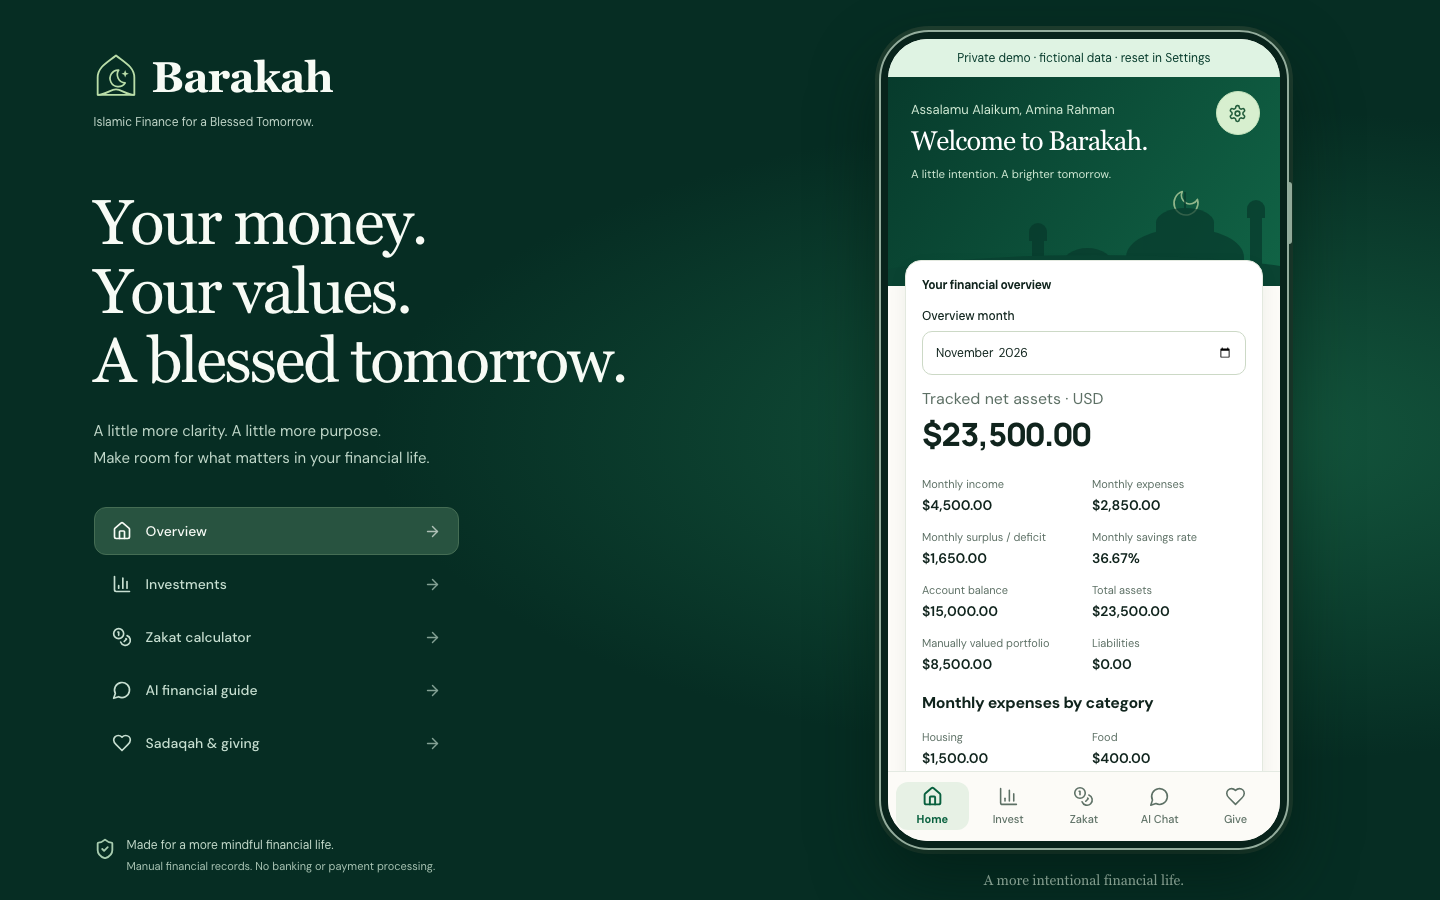 Barakah
Islamic Finance for a Blessed Tomorrow.
Your money.
Your values.
A blessed tomorrow.
A little more clarity. A little more purpose.
Make room for what matters in your financial life.
Overview
Investments
Zakat calculator
AI financial guide
Sadaqah & giving
Made for a more mindful financial life.
Manual financial records. No banking or payment processing.
Private demo · fictional data · reset in Settings
Assalamu Alaikum, Amina Rahman
Welcome to Barakah.
A little intention. A brighter tomorrow.
Your financial overview
Overview month
November 2026
Tracked net assets · USD
$23,500.00
Monthly income Monthly expenses
$4,500.00 $2,850.00
Monthly surplus / deficit Monthly savings rate
$1,650.00 36.67%
Account balance Total assets
$15,000.00 $23,500.00
Manually valued portfolio Liabilities
$8,500.00 $0.00
Monthly expenses by category
Housing Food
$1,500.00 $400.00
Home Invest Zakat AI Chat Give
A more intentional financial life.